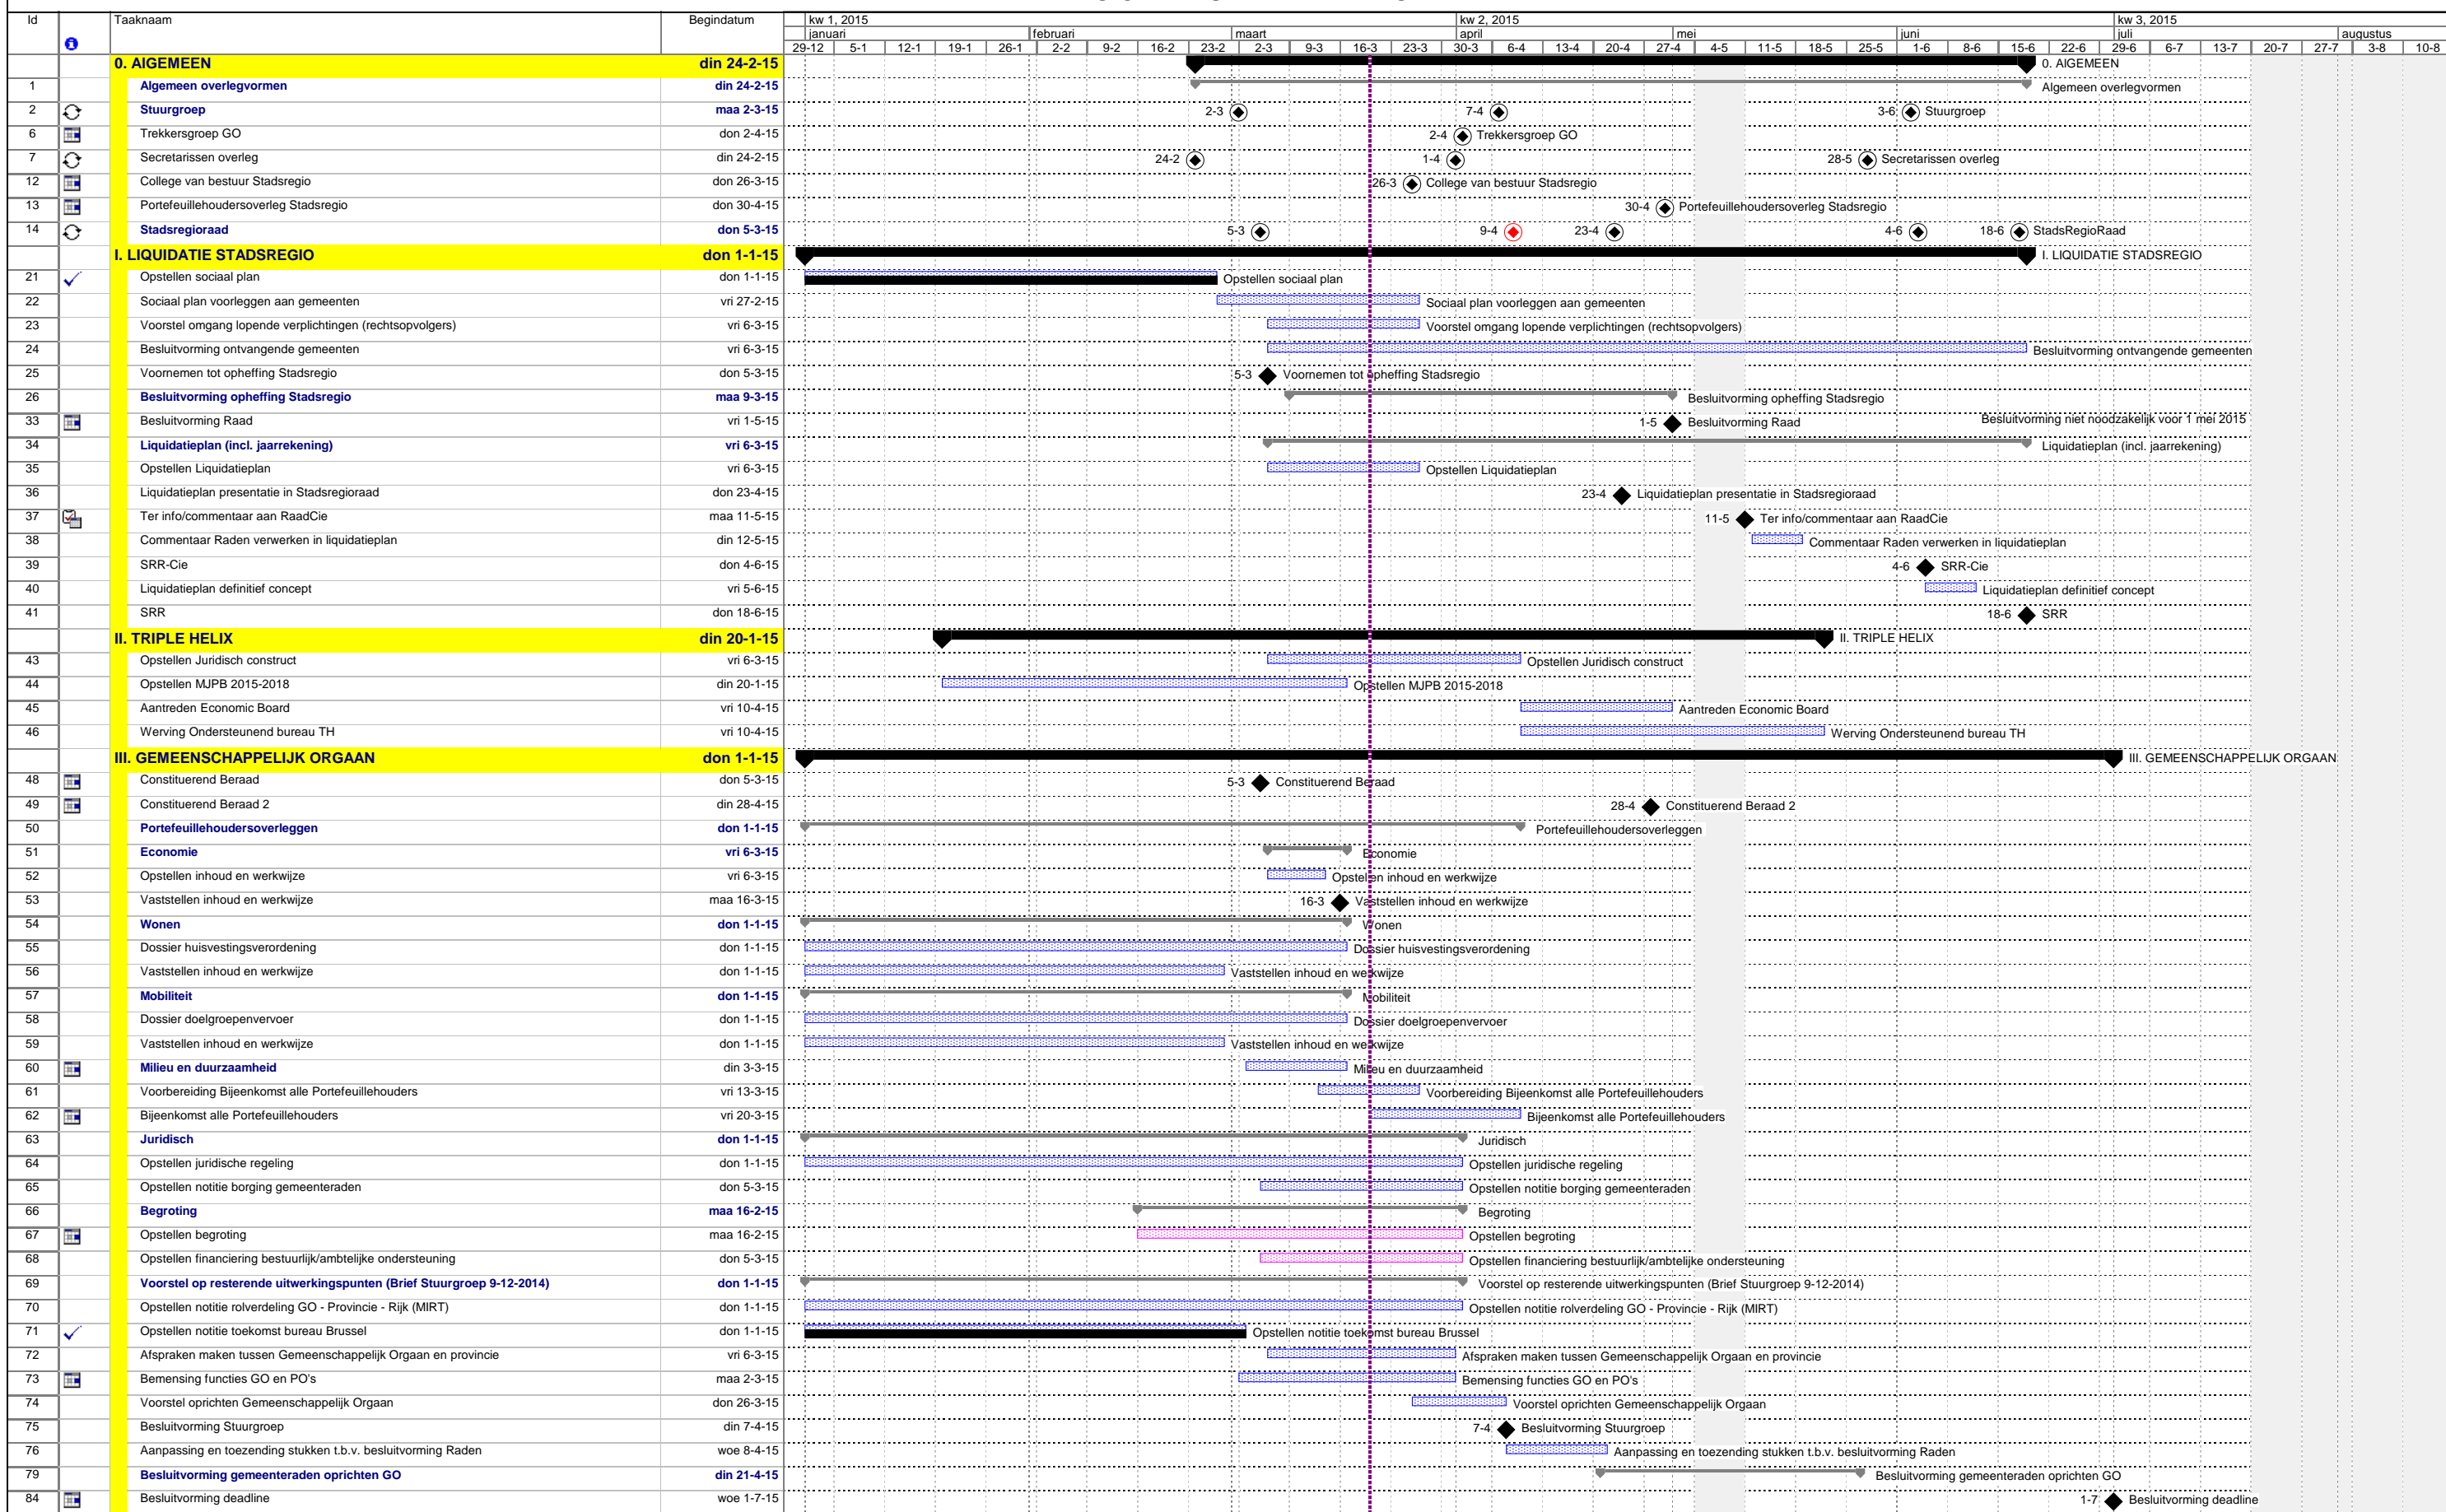 Id Taaknaam Begindatum kw 1, 2015 kw 2, 2015 kw 3, 2015
januari februari maart april mei juni juli augustus
29-12 5-1 12-1 19-1 26-1 2-2 9-2 16-2 23-2 2-3 9-3 16-3 23-3 30-3 6-4 13-4 20-4 27-4 4-5 11-5 18-5 25-5 1-6 8-6 15-6 22-6 29-6 6-7 13-7 20-7 27-7 3-8 10-8
0. AlGEMEEN din 24-2-15 0. AlGEMEEN
1 Algemeen overlegvormen din 24-2-15 Algemeen overlegvormen
2 Stuurgroep maa 2-3-15 2-3 7-4 3-6 Stuurgroep
6 Trekkersgroep GO don 2-4-15 2-4 Trekkersgroep GO
7 Secretarissen overleg din 24-2-15 24-2 1-4 28-5 Secretarissen overleg
12 College van bestuur Stadsregio don 26-3-15 26-3 College van bestuur Stadsregio
13 Portefeuillehoudersoverleg Stadsregio don 30-4-15 30-4 Portefeuillehoudersoverleg Stadsregio
14 Stadsregioraad don 5-3-15 5-3 9-4 23-4 4-6 18-6 StadsRegioRaad
I. LIQUIDATIE STADSREGIO don 1-1-15 I. LIQUIDATIE STADSREGIO
21 Opstellen sociaal plan don 1-1-15 Opstellen sociaal plan
22 Sociaal plan voorleggen aan gemeenten vri 27-2-15 Sociaal plan voorleggen aan gemeenten
23 Voorstel omgang lopende verplichtingen (rechtsopvolgers) vri 6-3-15 Voorstel omgang lopende verplichtingen (rechtsopvolgers)
24 Besluitvorming ontvangende gemeenten vri 6-3-15 Besluitvorming ontvangende gemeenten
25 Voornemen tot opheffing Stadsregio don 5-3-15 5-3 Voornemen tot opheffing Stadsregio
26 Besluitvorming opheffing Stadsregio maa 9-3-15 Besluitvorming opheffing Stadsregio
33 Besluitvorming Raad vri 1-5-15 1-5 Besluitvorming Raad Besluitvorming niet noodzakelijk voor 1 mei 2015
34 Liquidatieplan (incl. jaarrekening) vri 6-3-15 Liquidatieplan (incl. jaarrekening)
35 Opstellen Liquidatieplan vri 6-3-15 Opstellen Liquidatieplan
36 Liquidatieplan presentatie in Stadsregioraad don 23-4-15 23-4 Liquidatieplan presentatie in Stadsregioraad
37 Ter info/commentaar aan RaadCie maa 11-5-15 11-5 Ter info/commentaar aan RaadCie
38 Commentaar Raden verwerken in liquidatieplan din 12-5-15 Commentaar Raden verwerken in liquidatieplan
39 SRR-Cie don 4-6-15 4-6 SRR-Cie
40 Liquidatieplan definitief concept vri 5-6-15 Liquidatieplan definitief concept
41 SRR don 18-6-15 18-6 SRR
II. TRIPLE HELIX din 20-1-15 II. TRIPLE HELIX
43 Opstellen Juridisch construct vri 6-3-15 Opstellen Juridisch construct
44 Opstellen MJPB 2015-2018 din 20-1-15 Opstellen MJPB 2015-2018
45 Aantreden Economic Board vri 10-4-15 Aantreden Economic Board
46 Werving Ondersteunend bureau TH vri 10-4-15 Werving Ondersteunend bureau TH
III. GEMEENSCHAPPELIJK ORGAAN don 1-1-15 III. GEMEENSCHAPPELIJK ORGAAN
48 Constituerend Beraad don 5-3-15 5-3 Constituerend Beraad
49 Constituerend Beraad 2 din 28-4-15 28-4 Constituerend Beraad 2
50 Portefeuillehoudersoverleggen don 1-1-15 Portefeuillehoudersoverleggen
51 Economie vri 6-3-15 Economie
52 Opstellen inhoud en werkwijze vri 6-3-15 Opstellen inhoud en werkwijze
53 Vaststellen inhoud en werkwijze maa 16-3-15 16-3 Vaststellen inhoud en werkwijze
54 Wonen don 1-1-15 Wonen
55 Dossier huisvestingsverordening don 1-1-15 Dossier huisvestingsverordening
56 Vaststellen inhoud en werkwijze don 1-1-15 Vaststellen inhoud en werkwijze
57 Mobiliteit don 1-1-15 Mobiliteit
58 Dossier doelgroepenvervoer don 1-1-15 Dossier doelgroepenvervoer
59 Vaststellen inhoud en werkwijze don 1-1-15 Vaststellen inhoud en werkwijze
60 Milieu en duurzaamheid din 3-3-15 Milieu en duurzaamheid
61 Voorbereiding Bijeenkomst alle Portefeuillehouders vri 13-3-15 Voorbereiding Bijeenkomst alle Portefeuillehouders
62 Bijeenkomst alle Portefeuillehouders vri 20-3-15 Bijeenkomst alle Portefeuillehouders
63 Juridisch don 1-1-15 Juridisch
64 Opstellen juridische regeling don 1-1-15 Opstellen juridische regeling
65 Opstellen notitie borging gemeenteraden don 5-3-15 Opstellen notitie borging gemeenteraden
66 Begroting maa 16-2-15 Begroting
67 Opstellen begroting maa 16-2-15 Opstellen begroting
68 Opstellen financiering bestuurlijk/ambtelijke ondersteuning don 5-3-15 Opstellen financiering bestuurlijk/ambtelijke ondersteuning
69 Voorstel op resterende uitwerkingspunten (Brief Stuurgroep 9-12-2014) don 1-1-15 Voorstel op resterende uitwerkingspunten (Brief Stuurgroep 9-12-2014)
70 Opstellen notitie rolverdeling GO - Provincie - Rijk (MIRT) don 1-1-15 Opstellen notitie rolverdeling GO - Provincie - Rijk (MIRT)
71 Opstellen notitie toekomst bureau Brussel don 1-1-15 Opstellen notitie toekomst bureau Brussel
72 Afspraken maken tussen Gemeenschappelijk Orgaan en provincie vri 6-3-15 Afspraken maken tussen Gemeenschappelijk Orgaan en provincie
73 Bemensing functies GO en PO's maa 2-3-15 Bemensing functies GO en PO's
74 Voorstel oprichten Gemeenschappelijk Orgaan don 26-3-15 Voorstel oprichten Gemeenschappelijk Orgaan
75 Besluitvorming Stuurgroep din 7-4-15 7-4 Besluitvorming Stuurgroep
76 Aanpassing en toezending stukken t.b.v. besluitvorming Raden woe 8-4-15 Aanpassing en toezending stukken t.b.v. besluitvorming Raden
79 Besluitvorming gemeenteraden oprichten GO din 21-4-15 Besluitvorming gemeenteraden oprichten GO
84 Besluitvorming deadline woe 1-7-15 1-7 Besluitvorming deadline